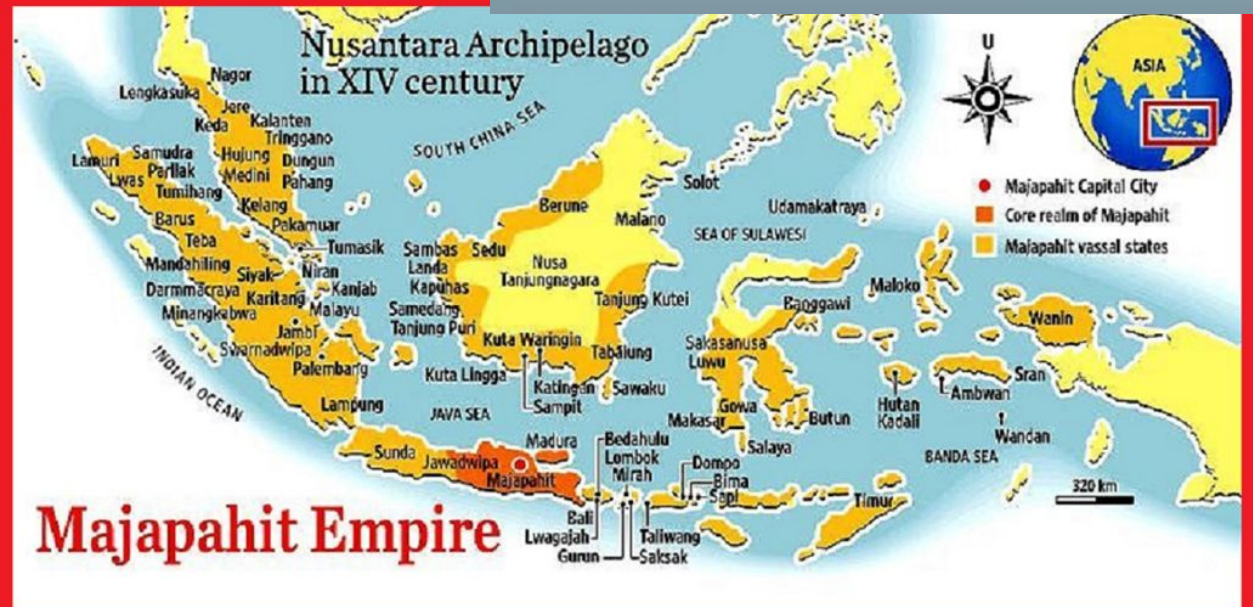 Nusantara Archipelago
in XIV century
U
ASIA
Majapahit Capital City
Core realm of Majapahit
Majapahit vassal states
Nagor
Lengkasuka
Jere
Keda
Kalanten
Tringgano
Hujung
Medini
Dungun
Pahang
Kelang
Pakamuar
Tumasik
SOUTH CHINA SEA
Lamuri
Samudra
Lwas
Parllak
Tumihang
Barus
Teba
Mandahiling
Siyak
Niran
Kanjab
Darmmacraya
Karitang
Malayu
Minangkabwa
Jambi
Swarnadwipa
Palembang
Lampung
INDIAN OCEAN
Berune
Malano
Solot
Udamakatraya
SEA OF SULAWESI
Sambas
Sedu
Landa
Kapuhas
Nusa
Tanjungnagara
Samedang
Tanjung Puri
Tanjung Kutei
Kuta Waringin
Tabalung
Kuta Lingga
Katingan
Sampit
Sawaku
JAVA SEA
Banggawi
Maloko
Sakasanusa
Luwu
Gowa
Makasar
Butun
Salaya
Wanin
Hutan
Kadali
Ambwan
Sran
Wandan
BANDA SEA
320 km
Sunda
Jawadwipa
Majapahit
Madura
Bedahulu
Lombok
Mirah
Dompo
Bima
Sapi
Timur
Bali
Lwagajah
Gurun
Taliwang
Saksak
Majapahit Empire